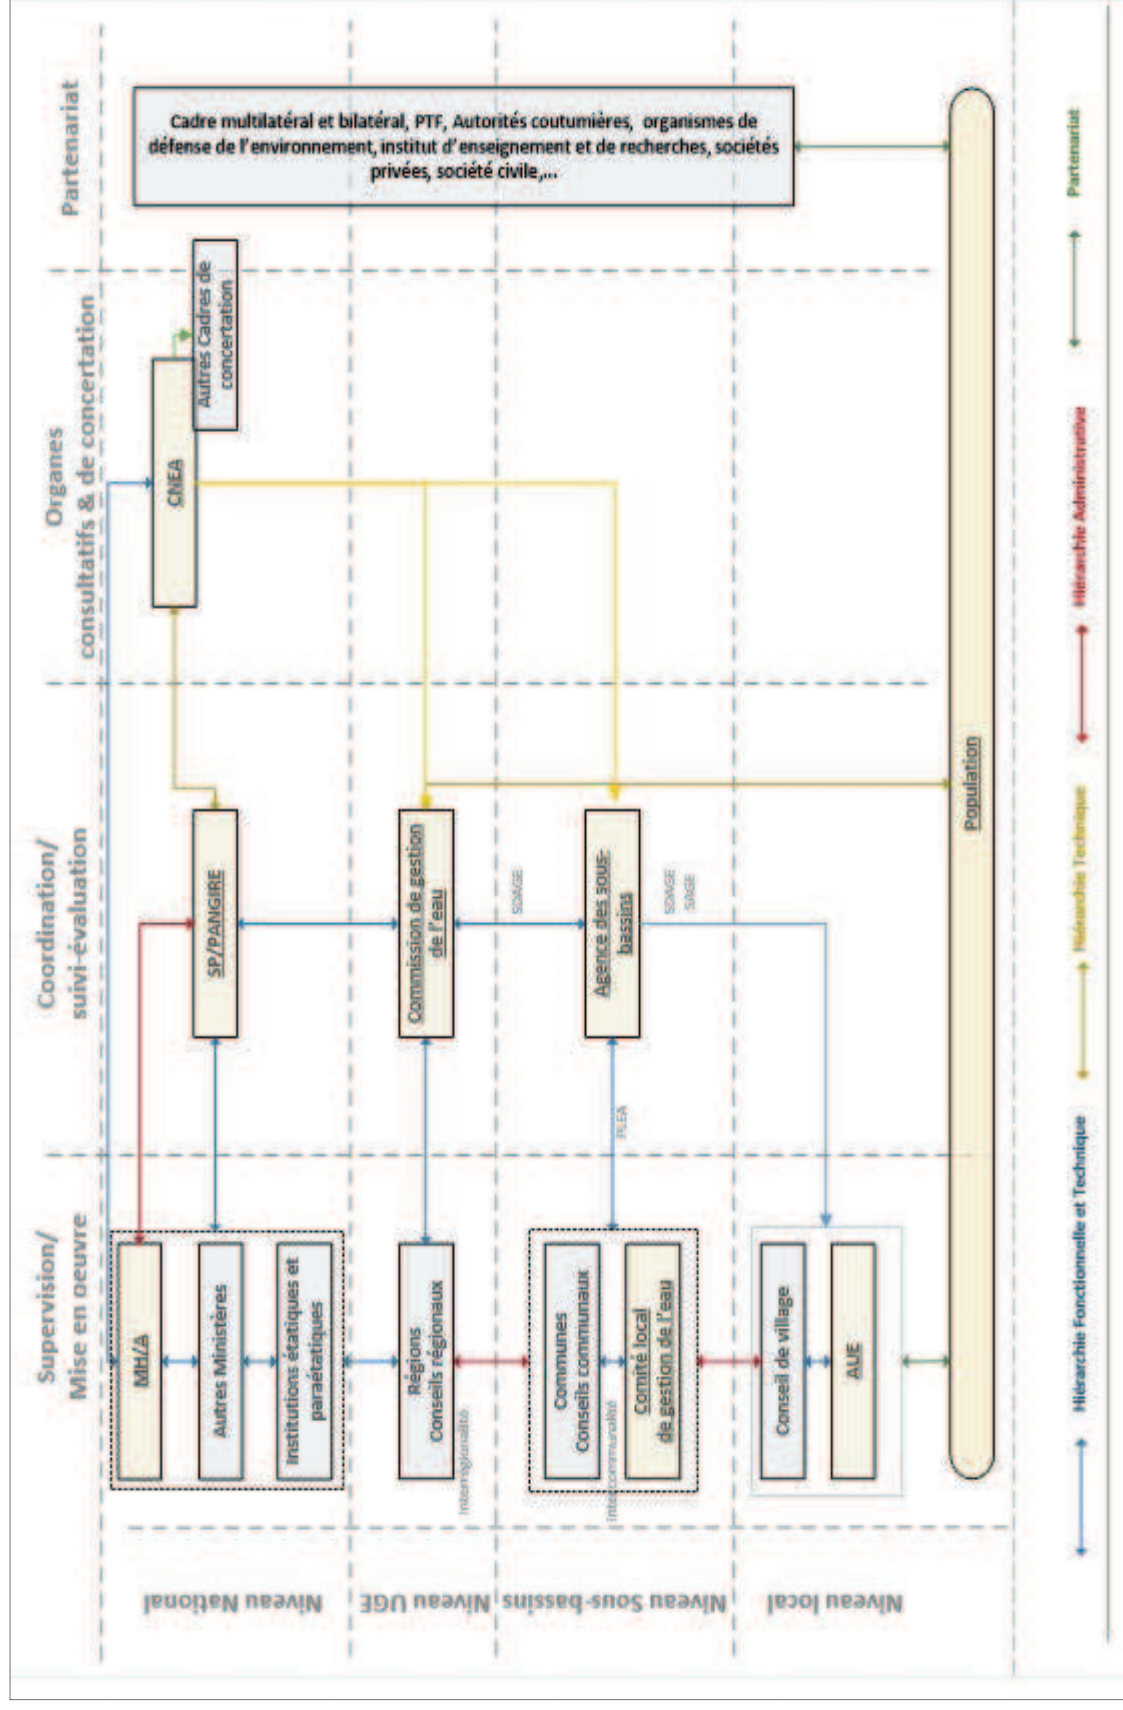 Supervision/
Mise en oeuvre
Coordination/
suivi-évaluation
Organes
consultatifs & de concertation
Partenariat
Niveau National
MH/A
Autres Ministères
Institutions étatiques et
paraétatiques
SP/PANGIRE
CNEA
Autres Cadres de
concertation
Cadre multilatéral et bilatéral, PTF, Autorités coutumières, organismes de
défense de l'environnement, institut d'enseignement et de recherches, sociétés
privées, société civile,...
Niveau UGE
Régions
Conseils régionaux
Interrégionalité
Commission de gestion
de l'eau
SDAGE
Niveau Sous-bassins
Communes
Conseils communaux
Intercommunalité
Comité local
de gestion de l'eau
PLEA
Agence des sous-
bassins
SDAGE
SAGE
Niveau local
Conseil de village
AUE
Population
Hiérarchie Fonctionnelle et Technique
Hiérarchie Technique
Hiérarchie Administrative
Partenariat